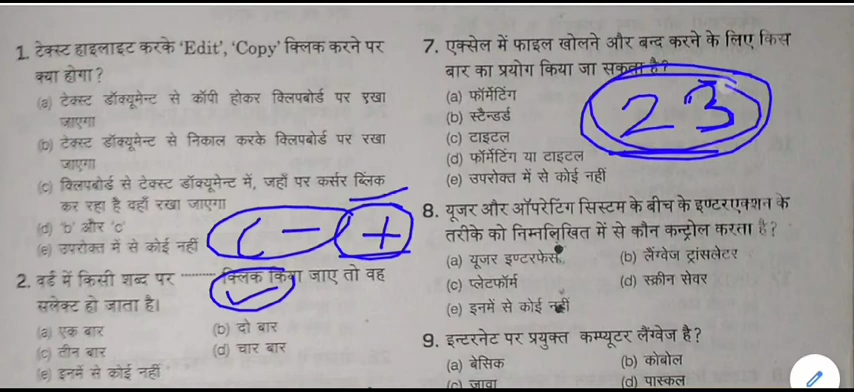 1. टेक्स्ट हाइलाइट करके 'Edit', 'Copy' क्लिक करने पर
क्या होगा?
(a) टेक्स्ट डॉक्यूमेन्ट से कॉपी होकर क्लिपबोर्ड पर रखा
जाएगा
(b) टेक्स्ट डॉक्यूमेन्ट से निकाल करके क्लिपबोर्ड पर रखा
जाएगा
(c) क्लिपबोर्ड से टेक्स्ट डॉक्यूमेन्ट में, जहाँ पर कर्सर ब्लिंक
कर रहा है वहाँ रखा जाएगा
(d) 'b' और 'c'
(e) उपरोक्त में से कोई नहीं
- +
2. वर्ड में किसी शब्द पर ......... क्लिक किया जाए तो वह
सलेक्ट हो जाता है।
(a) एक बार (b) दो बार
(c) तीन बार (d) चार बार
(e) इनमें से कोई नहीं
7. एक्सेल में फाइल खोलने और बन्द करने के लिए किस
बार का प्रयोग किया जा सकता है?
(a) फॉर्मेटिंग
(b) स्टैन्डर्ड
(c) टाइटल
(d) फॉर्मेटिंग या टाइटल
(e) उपरोक्त में से कोई नहीं
23
8. यूजर और ऑपरेटिंग सिस्टम के बीच के इण्टरएक्शन के
तरीके को निम्नलिखित में से कौन कन्ट्रोल करता है?
(a) यूजर इण्टरफेस (b) लैंग्वेज ट्रांसलेटर
(c) प्लेटफॉर्म (d) स्क्रीन सेवर
(e) इनमें से कोई नहीं
9. इन्टरनेट पर प्रयुक्त कम्प्यूटर लैंग्वेज है?
(a) बेसिक (b) कोबोल
(c) जावा (d) पास्कल